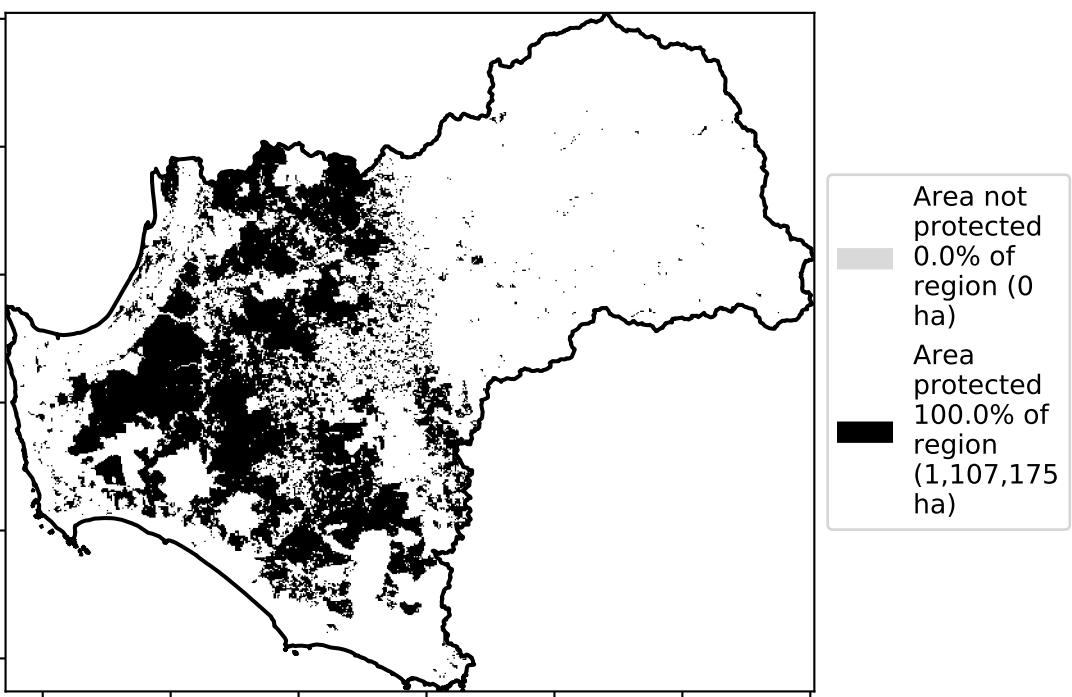 Area not
protected
0.0% of
region (0
ha)
Area
protected
100.0% of
region
(1,107,175
ha)